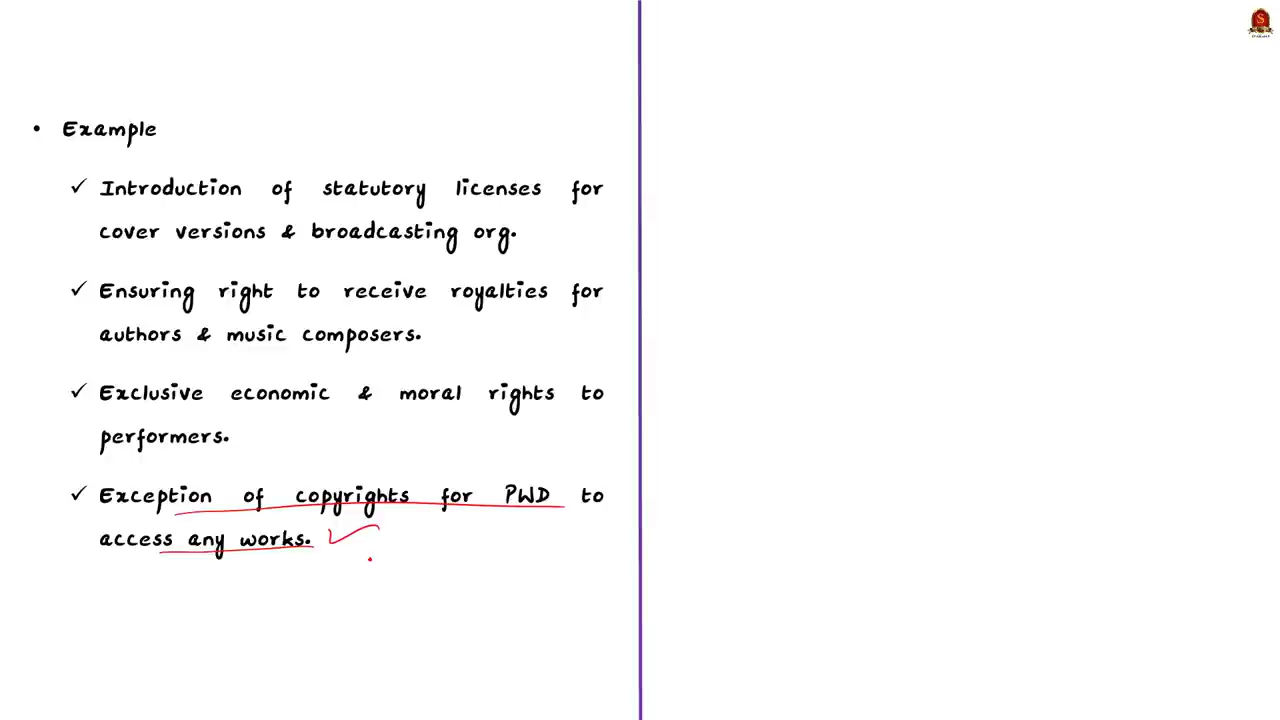 • Example
✓ Introduction of statutory licenses for
cover versions & broadcasting org.
✓ Ensuring right to receive royalties for
authors & music composers.
✓ Exclusive economic & moral rights to
performers.
✓ Exception of copyrights for PWD to
access any works.